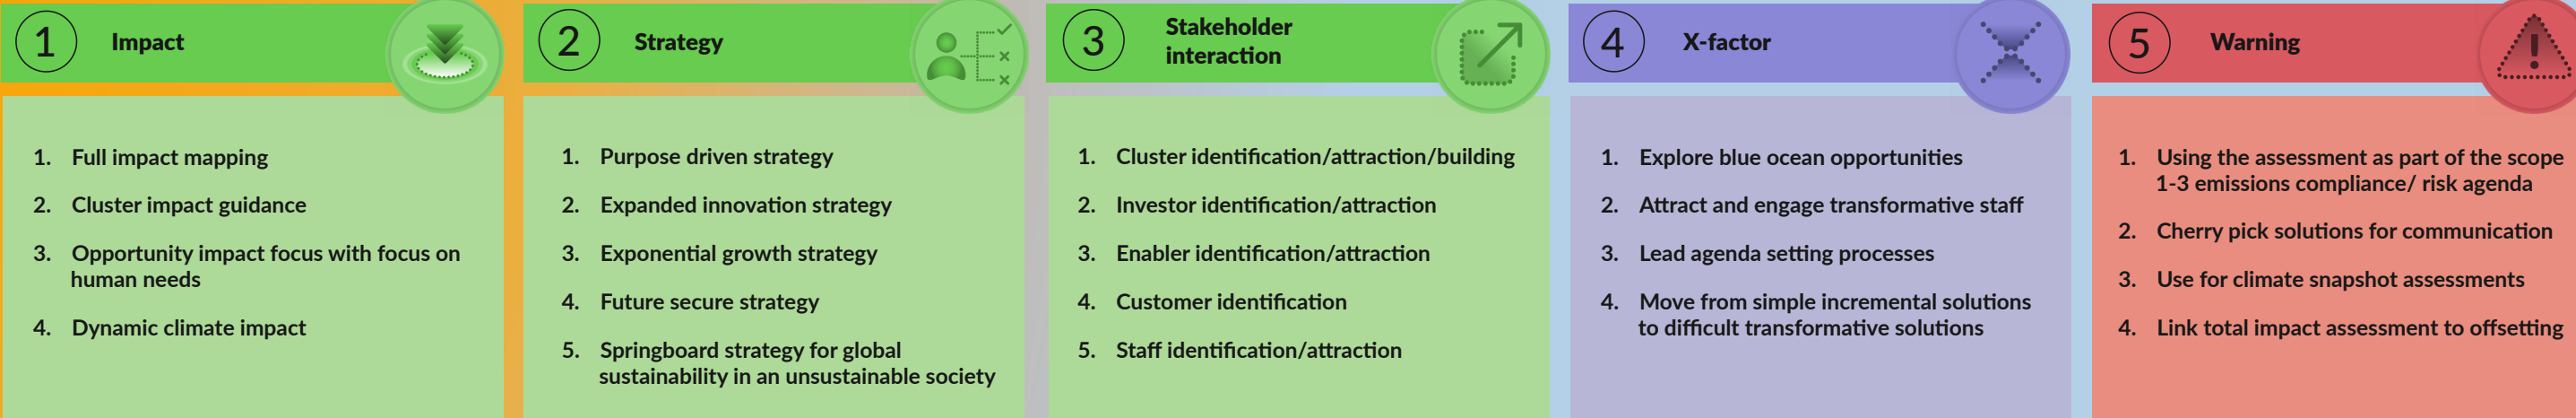 1
Impact
1. Full impact mapping
2. Cluster impact guidance
3. Opportunity impact focus with focus on
human needs
4. Dynamic climate impact
2
Strategy
1. Purpose driven strategy
2. Expanded innovation strategy
3. Exponential growth strategy
4. Future secure strategy
5. Springboard strategy for global
sustainability in an unsustainable society
3
Stakeholder
interaction
1. Cluster identification/attraction/building
2. Investor identification/attraction
3. Enabler identification/attraction
4. Customer identification
5. Staff identification/attraction
4
X-factor
1. Explore blue ocean opportunities
2. Attract and engage transformative staff
3. Lead agenda setting processes
4. Move from simple incremental solutions
to difficult transformative solutions
5
Warning
1. Using the assessment as part of the scope
1-3 emissions compliance/ risk agenda
2. Cherry pick solutions for communication
3. Use for climate snapshot assessments
4. Link total impact assessment to offsetting